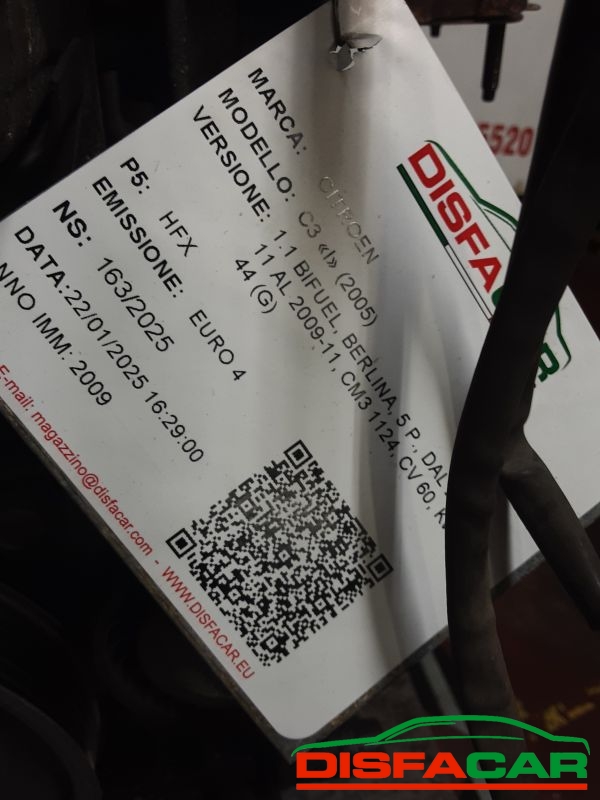 MARCA: CITROEN
MODELLO: C3 «I» (2005)
VERSIONE: 1.1 BIFUEL, BERLINA, 5 P., DAL
11 AL 2009-11, CM3 1124, CV 60,
44 (G)
P5: HFX
EMISSIONE: EURO 4
NS: 163/2025
DATA:22/01/2025 16:29:00
NNO IMM: 2009
E-mail: magazzino@disfacar.com - WWW.DISFACAR.EU
DISFACAR
5520
DISFACAR